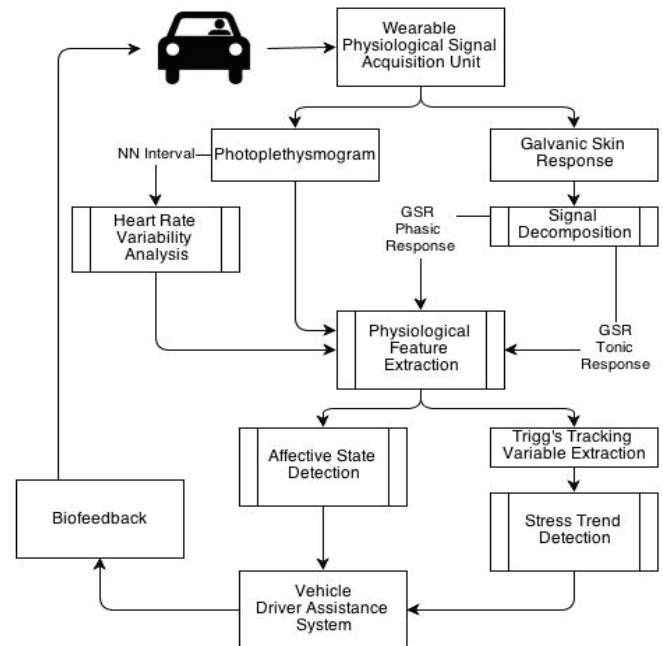 Wearable
Physiological Signal
Acquisition Unit
NN Interval
Photoplethysmogram
Galvanic Skin
Response
Heart Rate
Variability
Analysis
GSR
Phasic
Response
Signal
Decomposition
Physiological
Feature
Extraction
GSR
Tonic
Response
Affective State
Detection
Trigg's Tracking
Variable Extraction
Biofeedback
Stress Trend
Detection
Vehicle
Driver Assistance
System